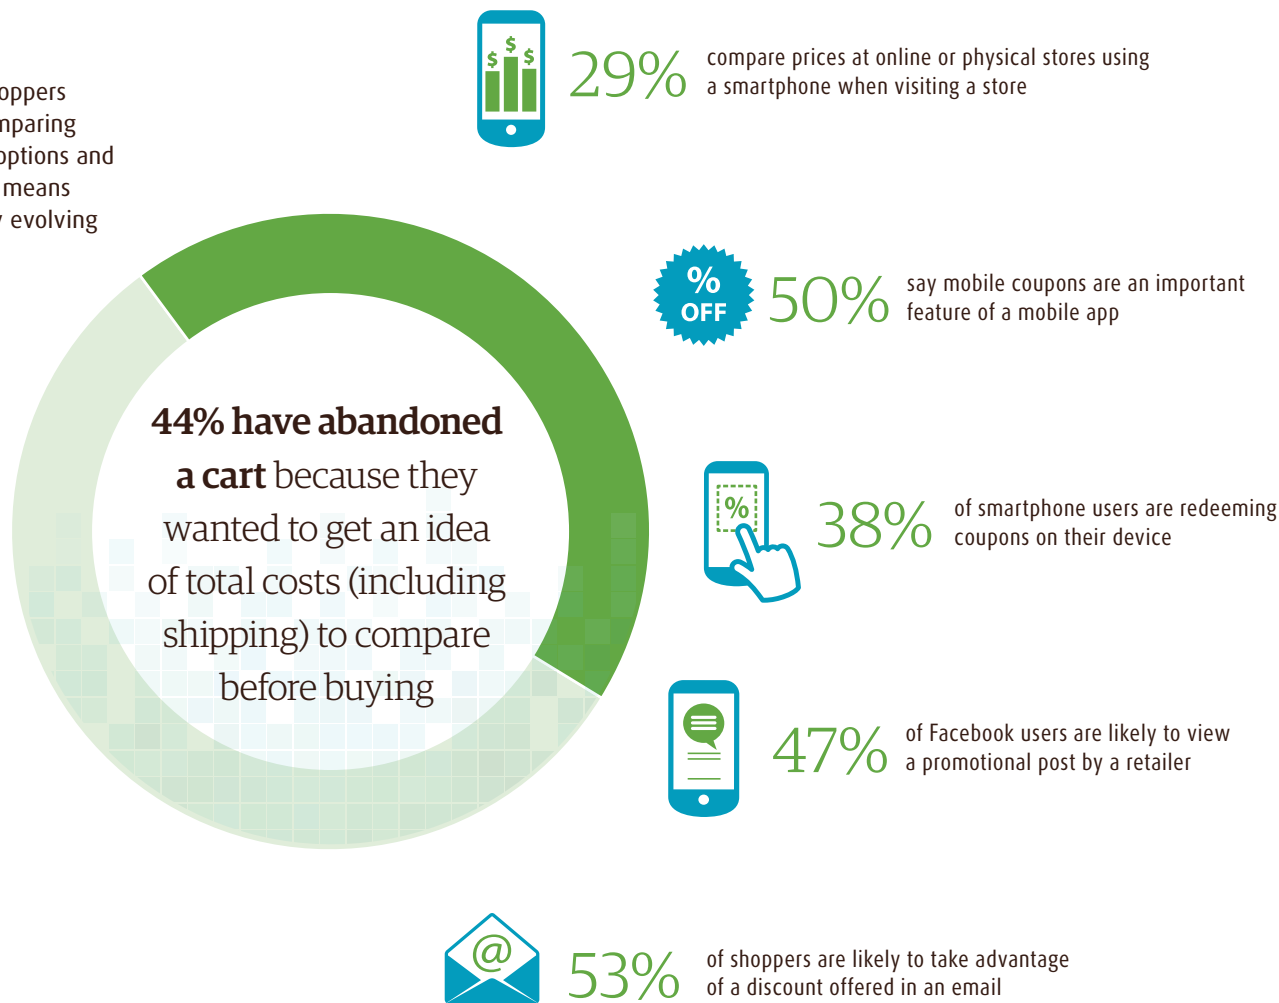 oppers
mparing
options and
means
evolving
$ $ $
29%
compare prices at online or physical stores using
a smartphone when visiting a store
% OFF
50%
say mobile coupons are an important
feature of a mobile app
44% have abandoned
a cart because they
wanted to get an idea
of total costs (including
shipping) to compare
before buying
%
38%
of smartphone users are redeeming
coupons on their device
47%
of Facebook users are likely to view
a promotional post by a retailer
@
53%
of shoppers are likely to take advantage
of a discount offered in an email